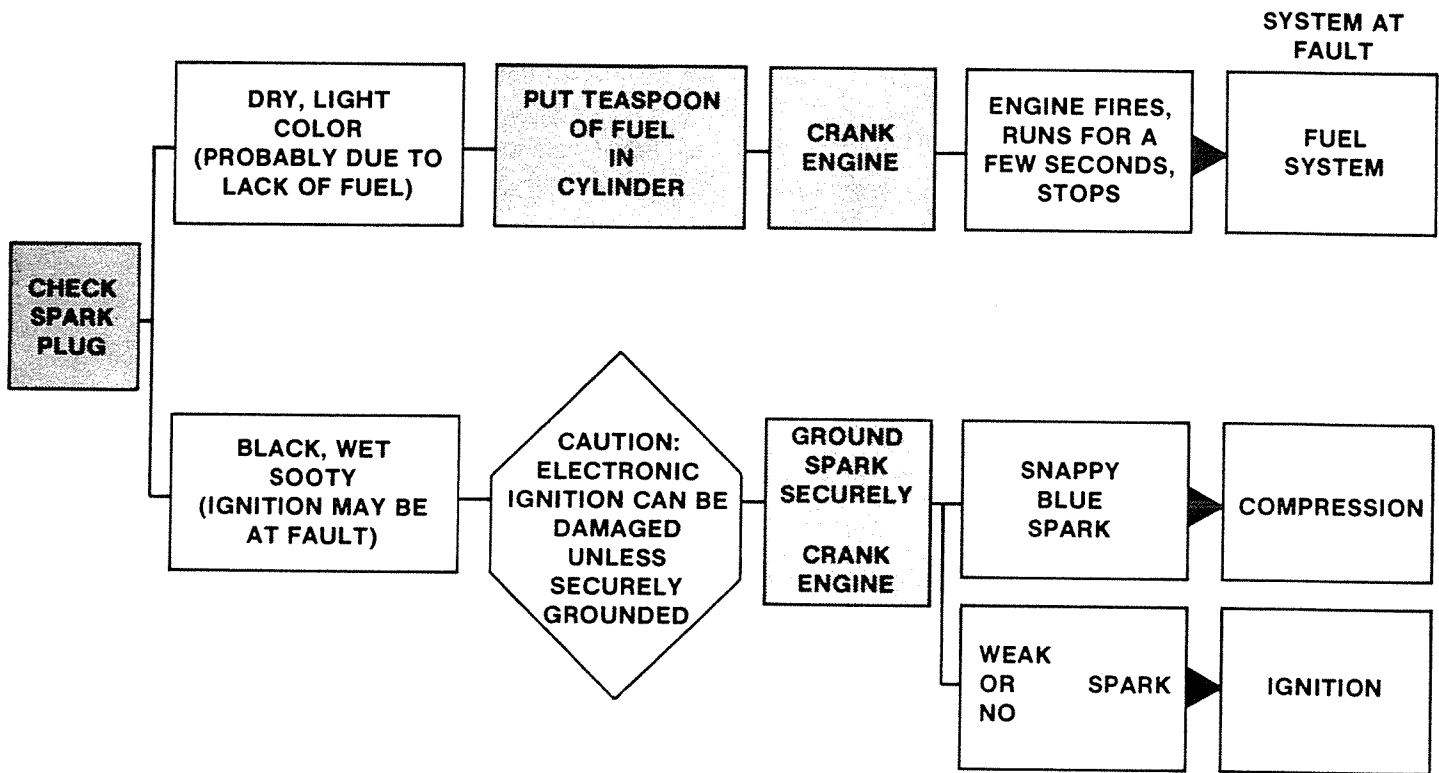 SYSTEM AT
FAULT
DRY, LIGHT
COLOR
(PROBABLY DUE TO
LACK OF FUEL)
PUT TEASPOON
OF FUEL
IN
CYLINDER
CRANK
ENGINE
ENGINE FIRES,
RUNS FOR A
FEW SECONDS,
STOPS
FUEL
SYSTEM
CHECK
SPARK
PLUG
BLACK, WET
SOOTY
(IGNITION MAY BE
AT FAULT)
CAUTION:
ELECTRONIC
IGNITION CAN BE
DAMAGED
UNLESS
SECURELY
GROUNDED
GROUND
SPARK
SECURELY
CRANK
ENGINE
SNAPPY
BLUE
SPARK
COMPRESSION
WEAK
OR SPARK
NO
IGNITION